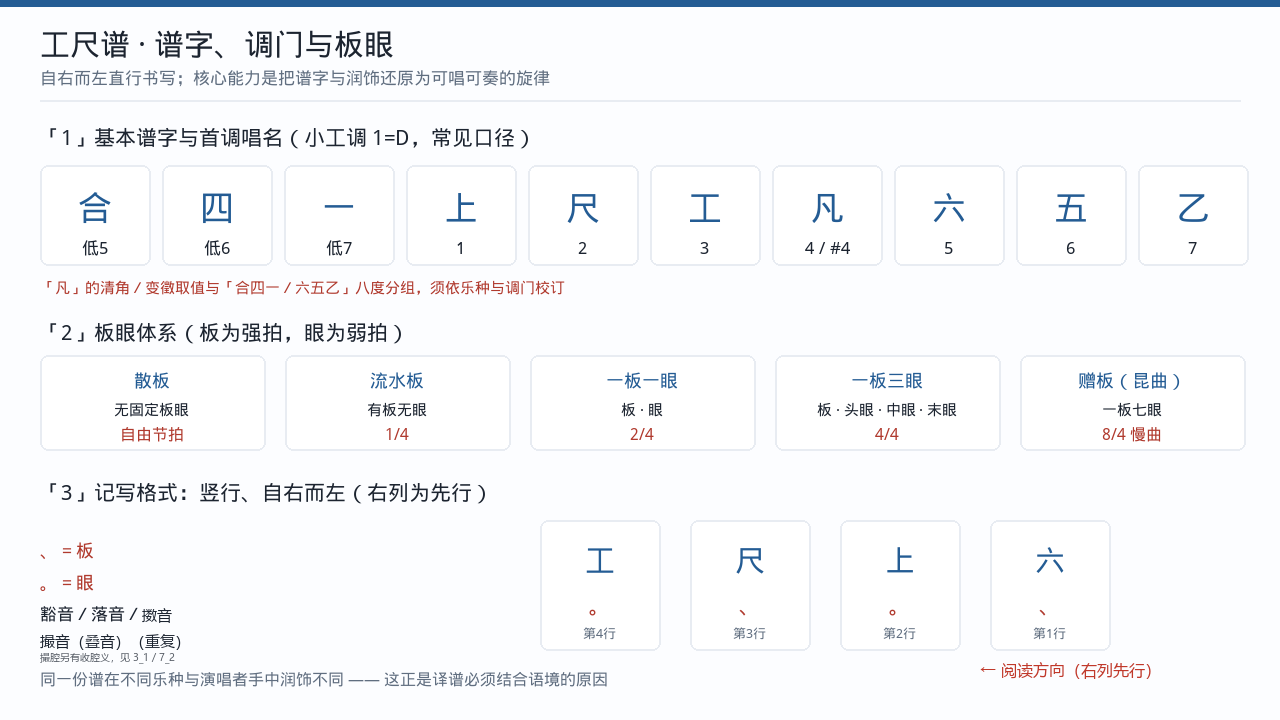 工尺谱 · 谱字、调门与板眼
自右而左直行书写；核心能力是把谱字与润饰还原为可唱可奏的旋律
「1」基本谱字与首调唱名（小工调 1=D，常见口径）
合 四 一 上 尺 工 凡 六 五 乙
低5 低6 低7 1 2 3 4 / #4 5 6 7
「凡」的清角 / 变徵取值与「合四一 / 六五乙」八度分组，须依乐种与调门校订
「2」板眼体系（板为强拍，眼为弱拍）
散板 流水板 一板一眼 一板三眼 赠板（昆曲）
无固定板眼 有板无眼 板 · 眼 板 · 头眼 · 中眼 · 末眼 一板七眼
自由节拍 1/4 2/4 4/4 8/4 慢曲
「3」记写格式：竖行、自右而左（右列为先行）
工 尺 上 六
。 、 。 、
第4行 第3行 第2行 第1行
、 = 板
。 = 眼
豁音 / 落音 / 擞音
撮音（叠音）（重复）
撮腔另有收腔义，见 3_1 / 7_2
← 阅读方向（右列先行）
同一份谱在不同乐种与演唱者手中润饰不同 —— 这正是译谱必须结合语境的原因